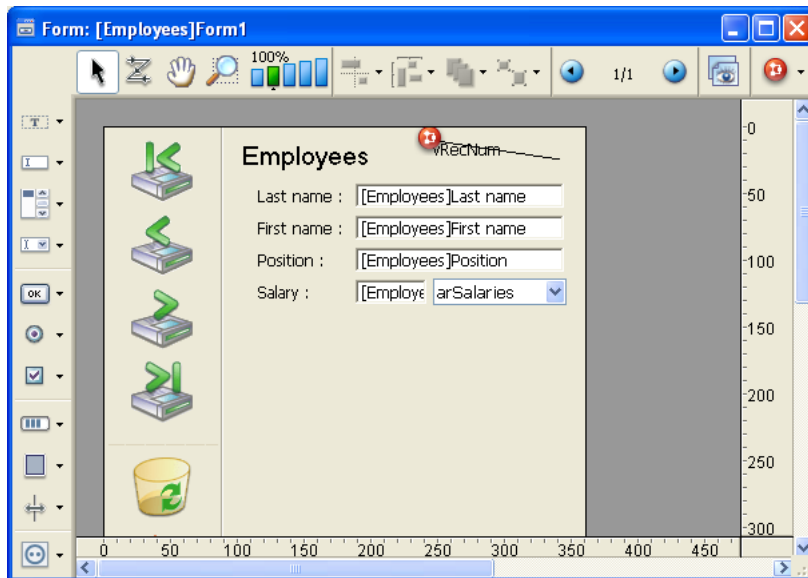 Form: [Employees]Form1
100%
1/1
T
I
I
OK
Employees
vRecNum
Last name : [Employees]Last name
First name : [Employees]First name
Position : [Employees]Position
Salary : [Employe arSalaries
0
50
100
150
200
250
300
0 50 100 150 200 250 300 350 400 450